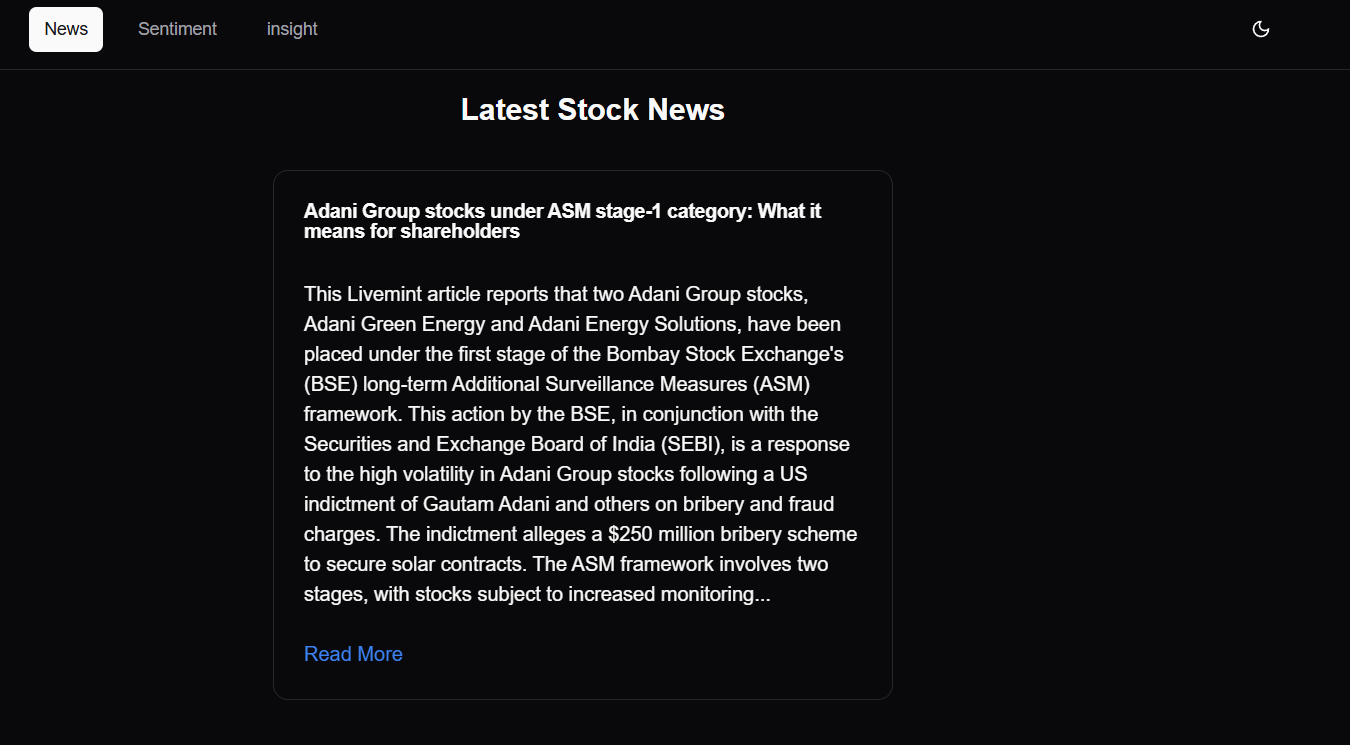 News Sentiment insight
Latest Stock News
Adani Group stocks under ASM stage-1 category: What it
means for shareholders
This Livemint article reports that two Adani Group stocks,
Adani Green Energy and Adani Energy Solutions, have been
placed under the first stage of the Bombay Stock Exchange's
(BSE) long-term Additional Surveillance Measures (ASM)
framework. This action by the BSE, in conjunction with the
Securities and Exchange Board of India (SEBI), is a response
to the high volatility in Adani Group stocks following a US
indictment of Gautam Adani and others on bribery and fraud
charges. The indictment alleges a $250 million bribery scheme
to secure solar contracts. The ASM framework involves two
stages, with stocks subject to increased monitoring...
Read More